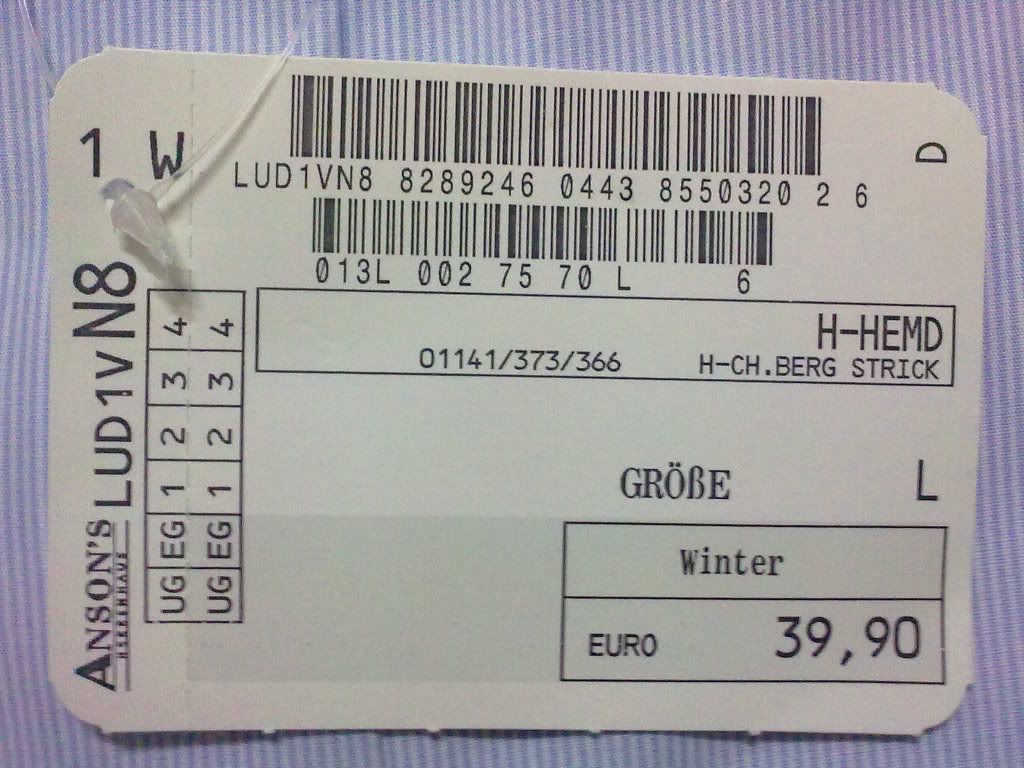 1 W
D
LUD1VN8 8289246 0443 8550320 2 6
013L 002 75 70 L 6
H-HEMD
01141/373/366 H-CH.BERG STRICK
GRÖßE L
Winter
EURO 39,90
ANSON'S LUD1VN8
HERRENHAUS
UG EG 1 2 3 4
UG EG 1 2 3 4